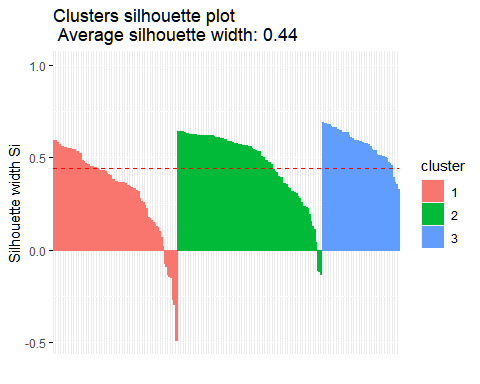 Clusters silhouette plot
Average silhouette width: 0.44
1.0
0.5
0.0
-0.5
Silhouette width Si
cluster
1
2
3